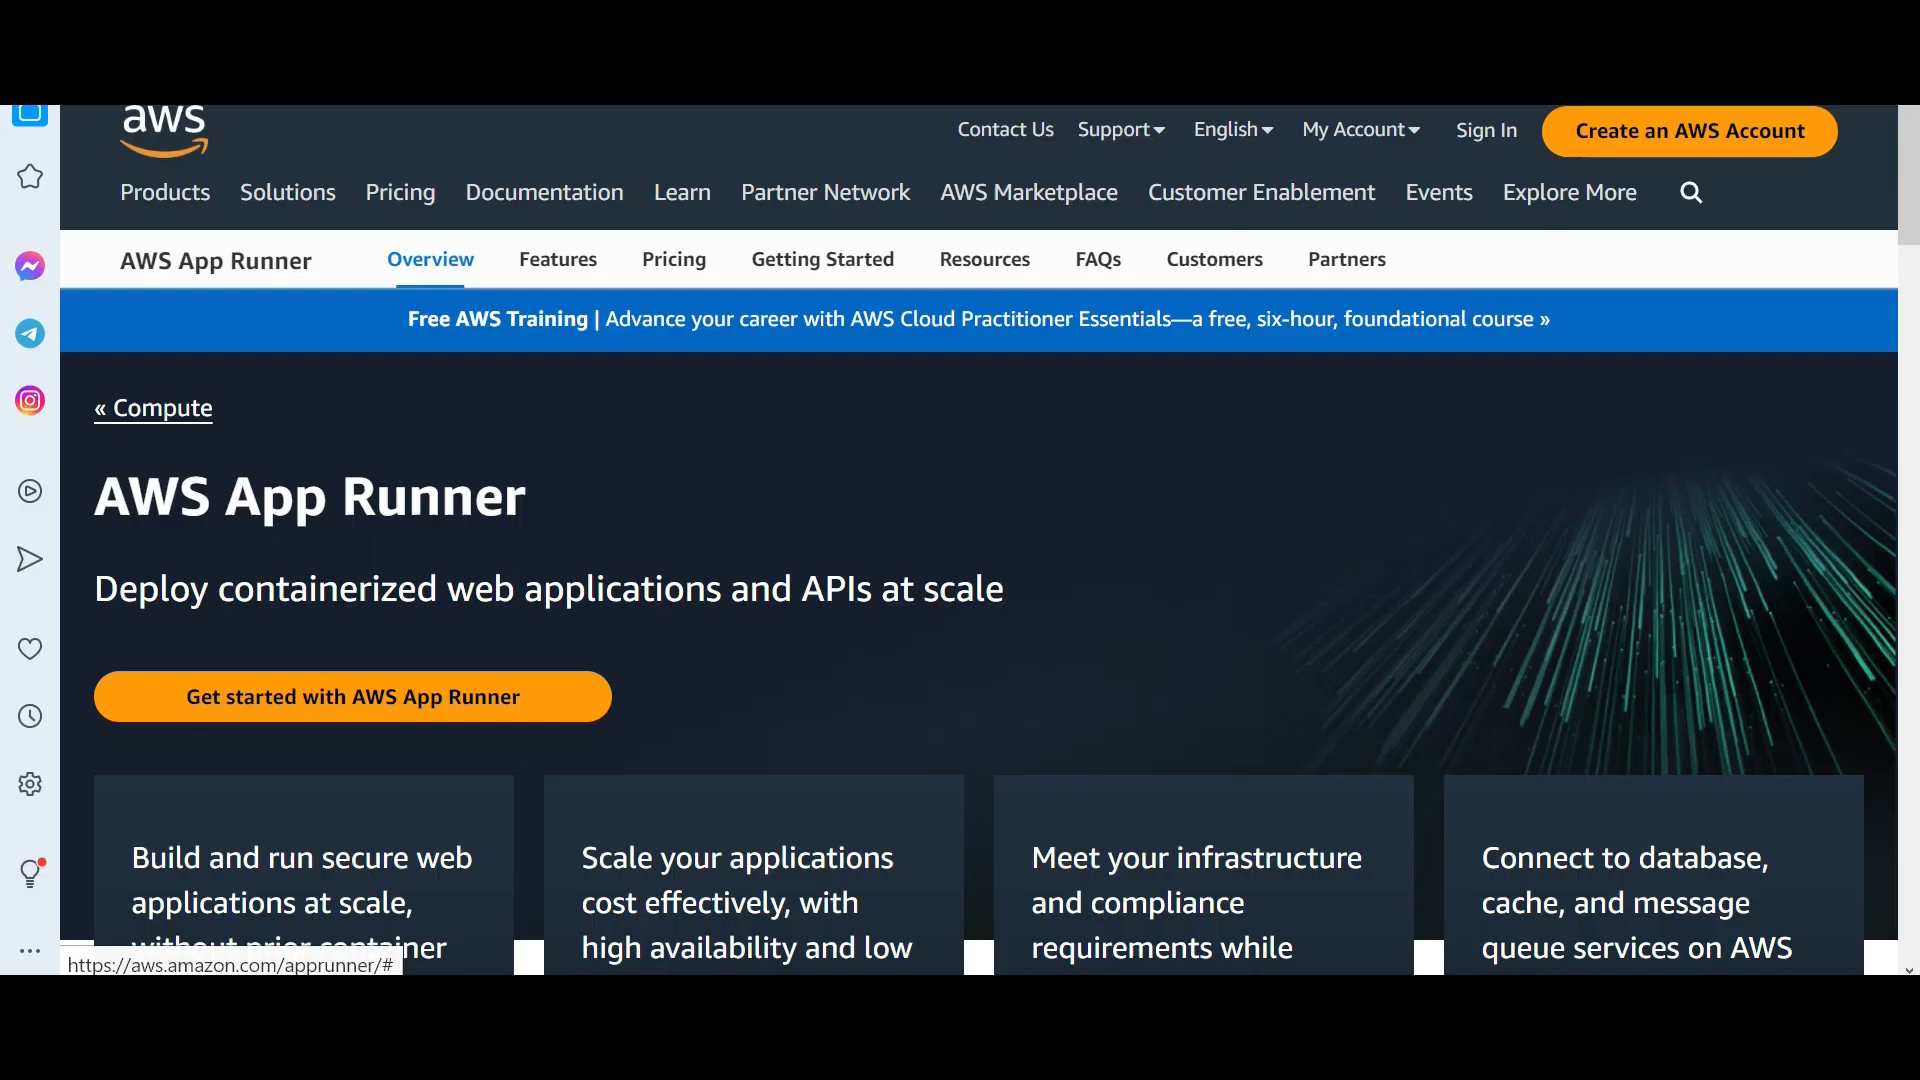 aws
Contact Us Support English My Account Sign In Create an AWS Account
Products Solutions Pricing Documentation Learn Partner Network AWS Marketplace Customer Enablement Events Explore More
AWS App Runner Overview Features Pricing Getting Started Resources FAQs Customers Partners
Free AWS Training | Advance your career with AWS Cloud Practitioner Essentials—a free, six-hour, foundational course »
« Compute
AWS App Runner
Deploy containerized web applications and APIs at scale
Get started with AWS App Runner
Build and run secure web
applications at scale,
without prior container
Scale your applications
cost effectively, with
high availability and low
Meet your infrastructure
and compliance
requirements while
Connect to database,
cache, and message
queue services on AWS
https://aws.amazon.com/apprunner/#